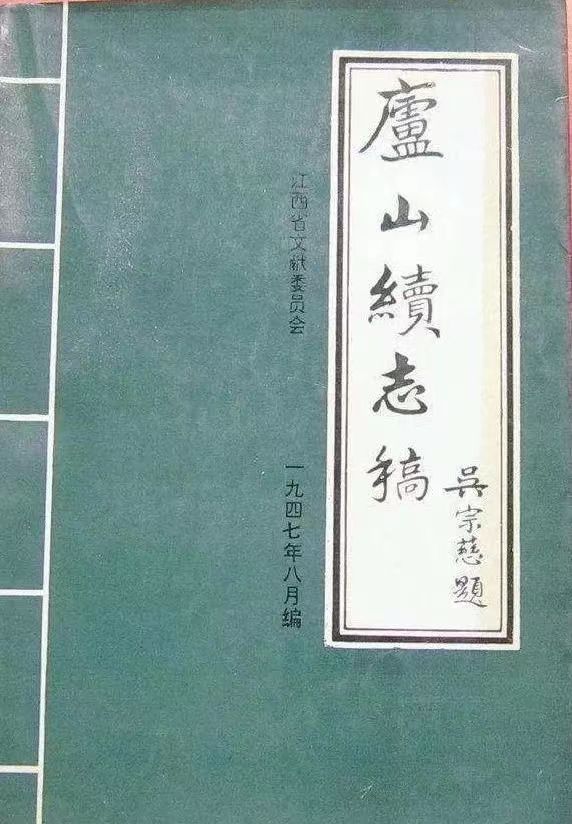 廬山續志稿
吳宗慈題
江西省文献委员会
一九四七年八月编